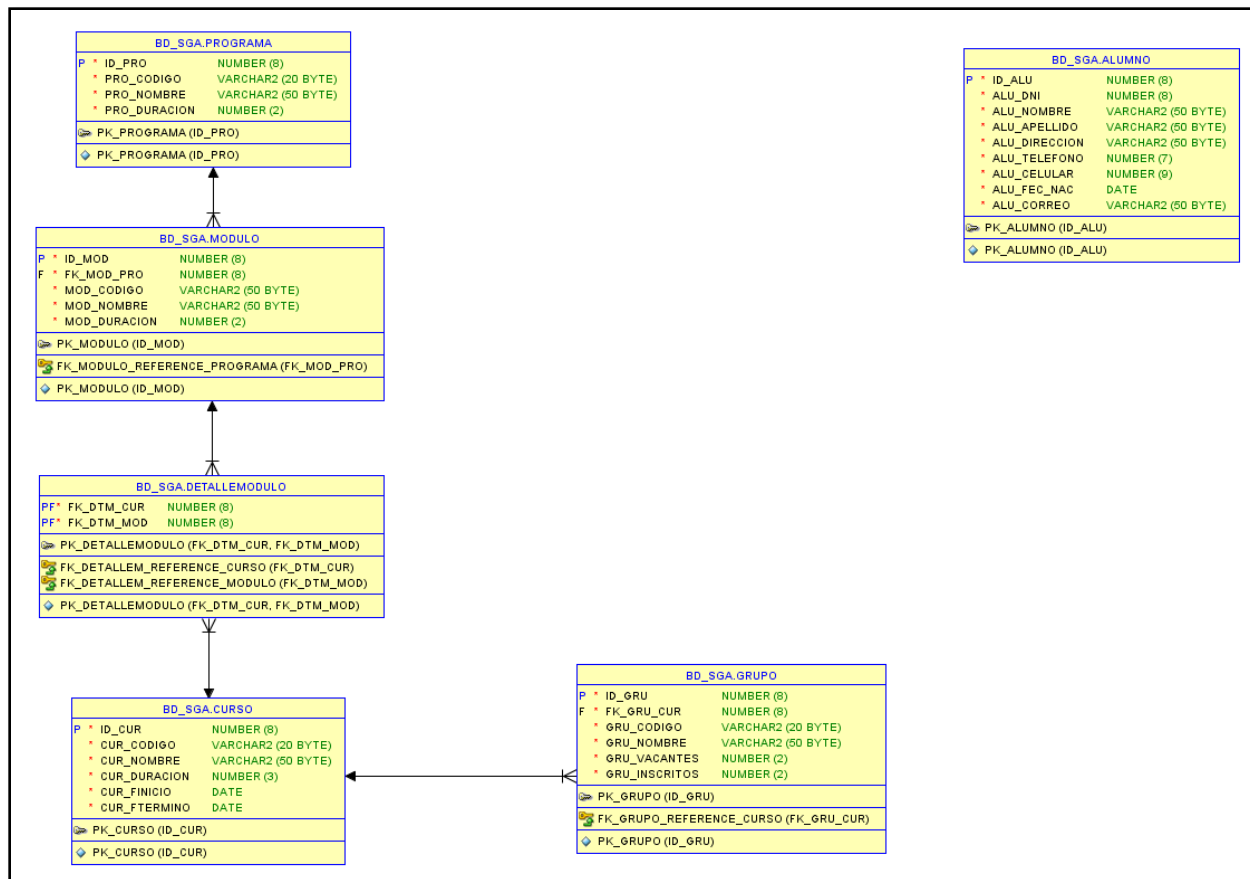 BD_SGA.PROGRAMA
P * ID_PRO NUMBER (8)
* PRO_CODIGO VARCHAR2 (20 BYTE)
* PRO_NOMBRE VARCHAR2 (50 BYTE)
* PRO_DURACION NUMBER (2)
PK_PROGRAMA (ID_PRO)
PK_PROGRAMA (ID_PRO)
BD_SGA.ALUMNO
P * ID_ALU NUMBER (8)
* ALU_DNI NUMBER (8)
* ALU_NOMBRE VARCHAR2 (50 BYTE)
* ALU_APELLIDO VARCHAR2 (50 BYTE)
* ALU_DIRECCION VARCHAR2 (50 BYTE)
* ALU_TELEFONO NUMBER (7)
* ALU_CELULAR NUMBER (9)
* ALU_FEC_NAC DATE
* ALU_CORREO VARCHAR2 (50 BYTE)
PK_ALUMNO (ID_ALU)
PK_ALUMNO (ID_ALU)
BD_SGA.MODULO
P * ID_MOD NUMBER (8)
F * FK_MOD_PRO NUMBER (8)
* MOD_CODIGO VARCHAR2 (50 BYTE)
* MOD_NOMBRE VARCHAR2 (50 BYTE)
* MOD_DURACION NUMBER (2)
PK_MODULO (ID_MOD)
FK_MODULO_REFERENCE_PROGRAMA (FK_MOD_PRO)
PK_MODULO (ID_MOD)
BD_SGA.DETALLEMODULO
PF* FK_DTM_CUR NUMBER (8)
PF* FK_DTM_MOD NUMBER (8)
PK_DETALLEMODULO (FK_DTM_CUR, FK_DTM_MOD)
FK_DETALLEM_REFERENCE_CURSO (FK_DTM_CUR)
FK_DETALLEM_REFERENCE_MODULO (FK_DTM_MOD)
PK_DETALLEMODULO (FK_DTM_CUR, FK_DTM_MOD)
BD_SGA.CURSO
P * ID_CUR NUMBER (8)
* CUR_CODIGO VARCHAR2 (20 BYTE)
* CUR_NOMBRE VARCHAR2 (50 BYTE)
* CUR_DURACION NUMBER (3)
* CUR_FINICIO DATE
* CUR_FTERMINO DATE
PK_CURSO (ID_CUR)
PK_CURSO (ID_CUR)
BD_SGA.GRUPO
P * ID_GRU NUMBER (8)
F * FK_GRU_CUR NUMBER (8)
* GRU_CODIGO VARCHAR2 (20 BYTE)
* GRU_NOMBRE VARCHAR2 (50 BYTE)
* GRU_VACANTES NUMBER (2)
* GRU_INSCRITOS NUMBER (2)
PK_GRUPO (ID_GRU)
FK_GRUPO_REFERENCE_CURSO (FK_GRU_CUR)
PK_GRUPO (ID_GRU)